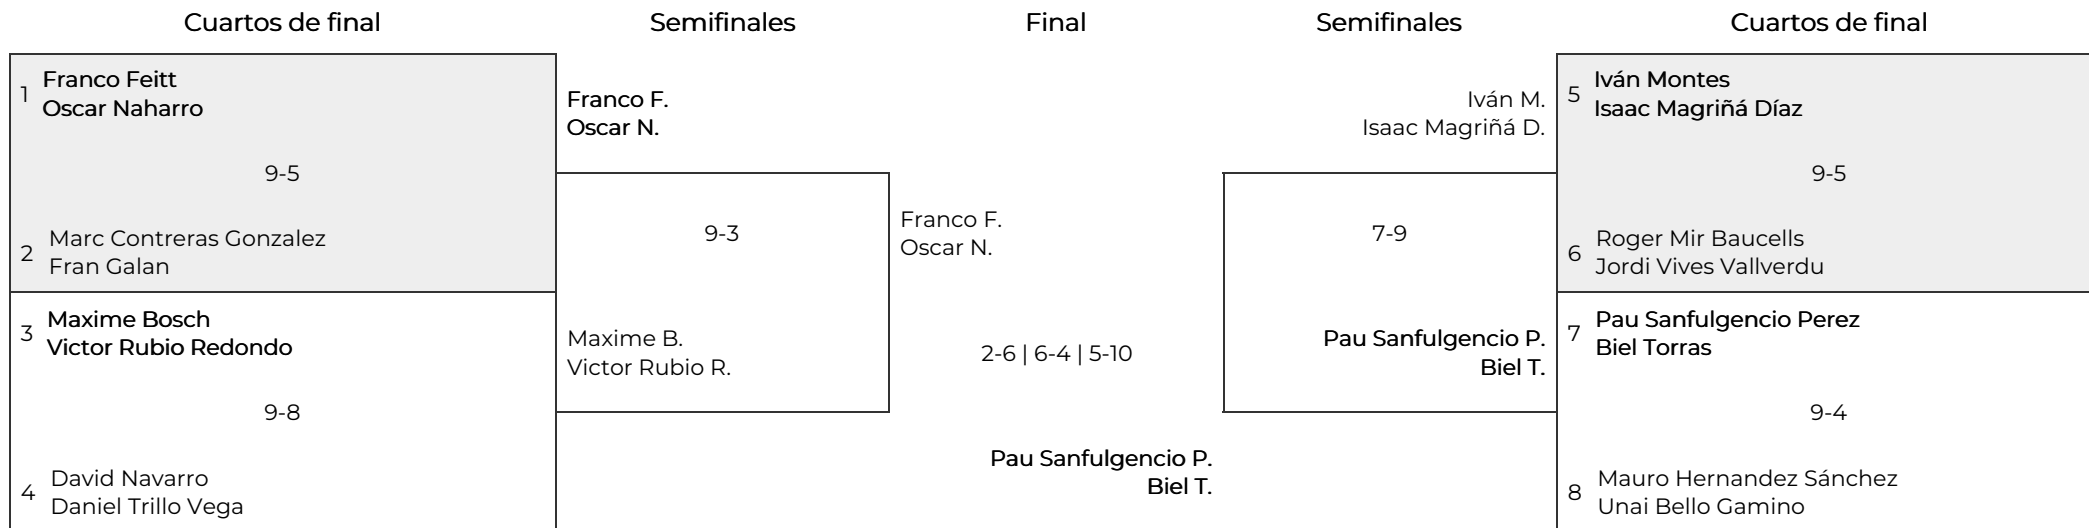 Cuartos de final
Semifinales
Final
Semifinales
Cuartos de final
1
Franco Feitt
Oscar Naharro
9-5
2
Marc Contreras Gonzalez
Fran Galan
3
Maxime Bosch
Victor Rubio Redondo
9-8
4
David Navarro
Daniel Trillo Vega
Franco F.
Oscar N.
9-3
Maxime B.
Victor Rubio R.
Franco F.
Oscar N.
2-6 | 6-4 | 5-10
Pau Sanfulgencio P.
Biel T.
Iván M.
Isaac Magriñá D.
7-9
Pau Sanfulgencio P.
Biel T.
5
Iván Montes
Isaac Magriñá Díaz
9-5
6
Roger Mir Baucells
Jordi Vives Vallverdu
7
Pau Sanfulgencio Perez
Biel Torras
9-4
8
Mauro Hernandez Sánchez
Unai Bello Gamino